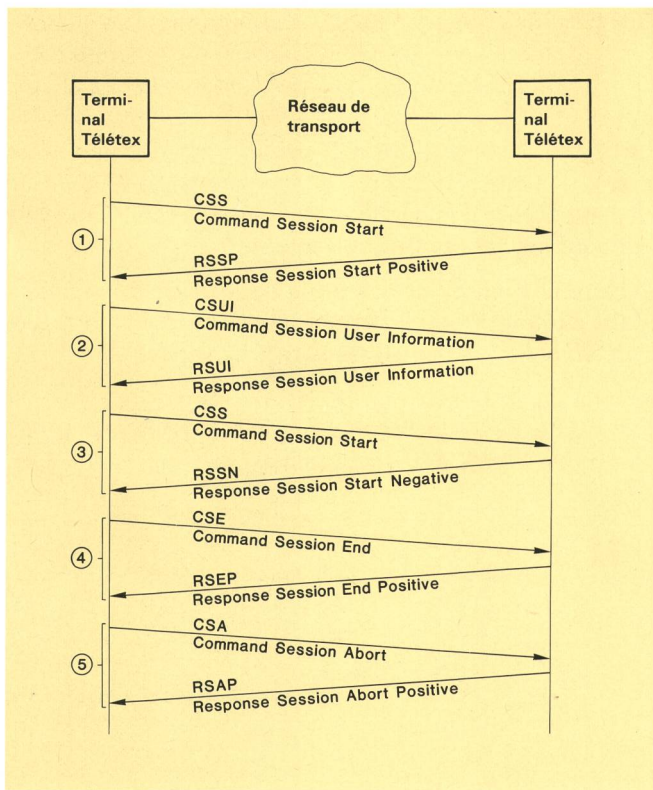 Termi-
nal
Télétex
Réseau de
transport
Termi-
nal
Télétex
1
CSS
Command Session Start
RSSP
Response Session Start Positive
2
CSUI
Command Session User Information
RSUI
Response Session User Information
3
CSS
Command Session Start
RSSN
Response Session Start Negative
4
CSE
Command Session End
RSEP
Response Session End Positive
5
CSA
Command Session Abort
RSAP
Response Session Abort Positive